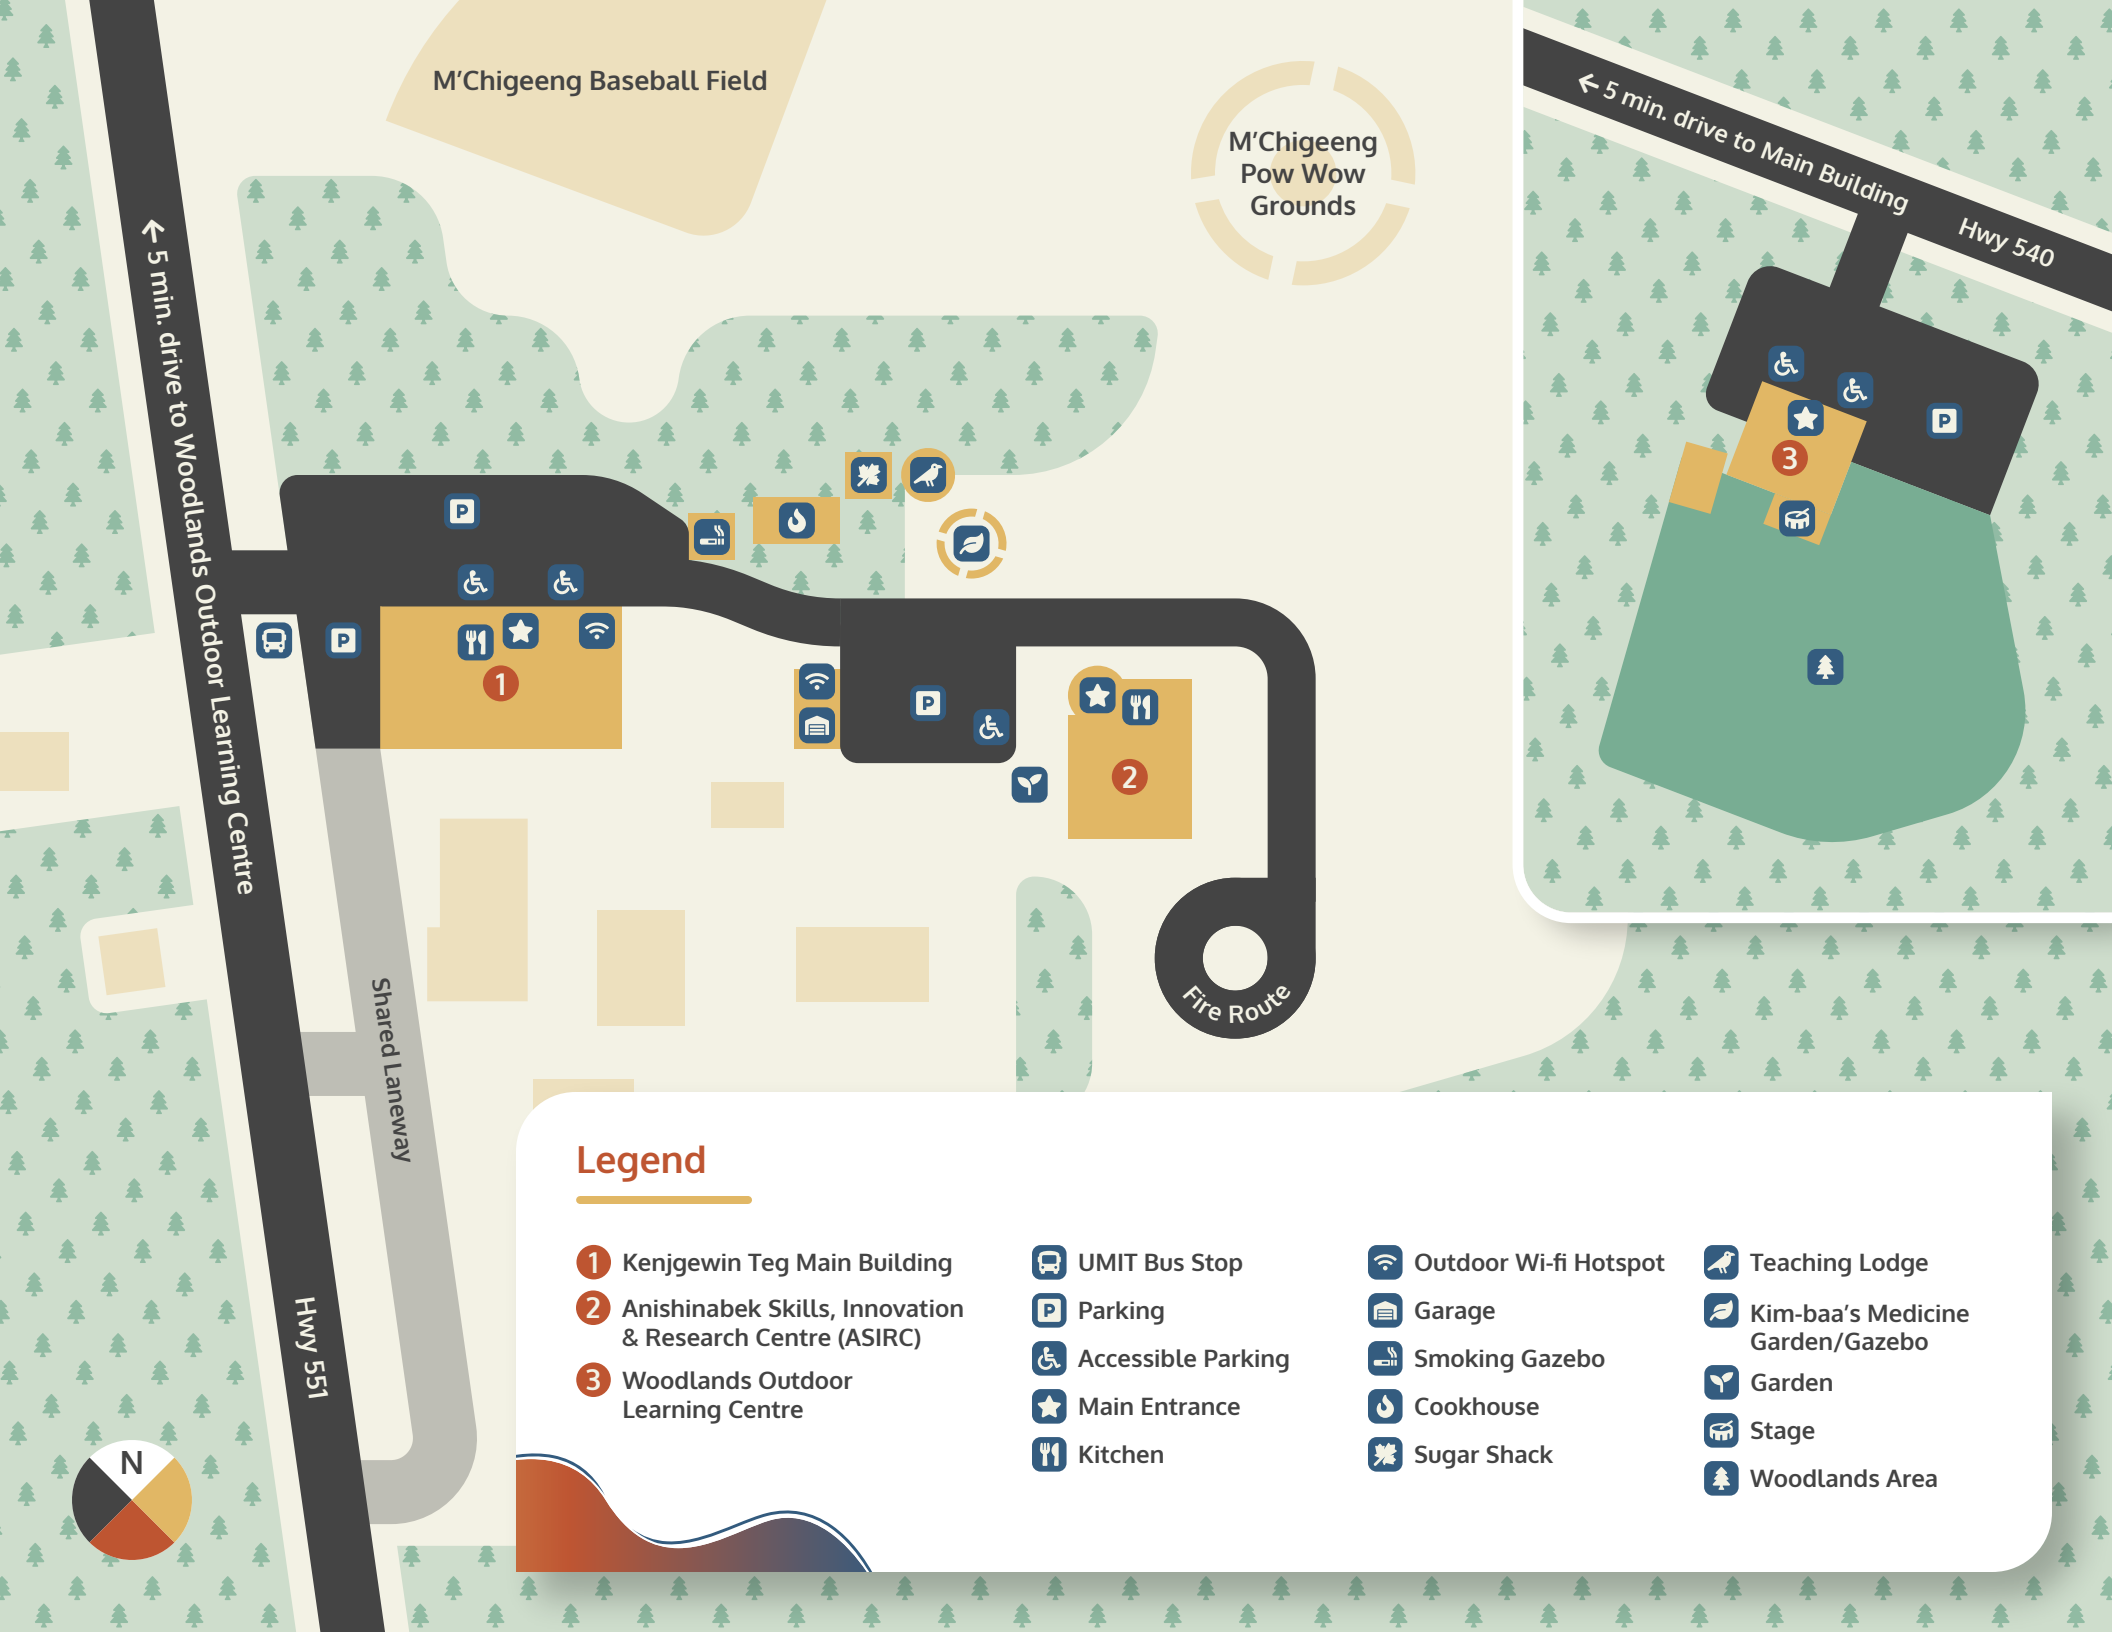 M'Chigeeng Baseball Field
M'Chigeeng
Pow Wow
Grounds
← 5 min. drive to Main Building
Hwy 540
← 5 min. drive to Woodlands Outdoor Learning Centre
P
P
1
P
2
P
3
Shared Laneway
Fire Route
Hwy 551
N
Legend
1 Kenjgewin Teg Main Building
2 Anishinabek Skills, Innovation
& Research Centre (ASIRC)
3 Woodlands Outdoor
Learning Centre
UMIT Bus Stop
P Parking
Accessible Parking
Main Entrance
Kitchen
Outdoor Wi-fi Hotspot
Garage
Smoking Gazebo
Cookhouse
Sugar Shack
Teaching Lodge
Kim-baa's Medicine
Garden/Gazebo
Garden
Stage
Woodlands Area